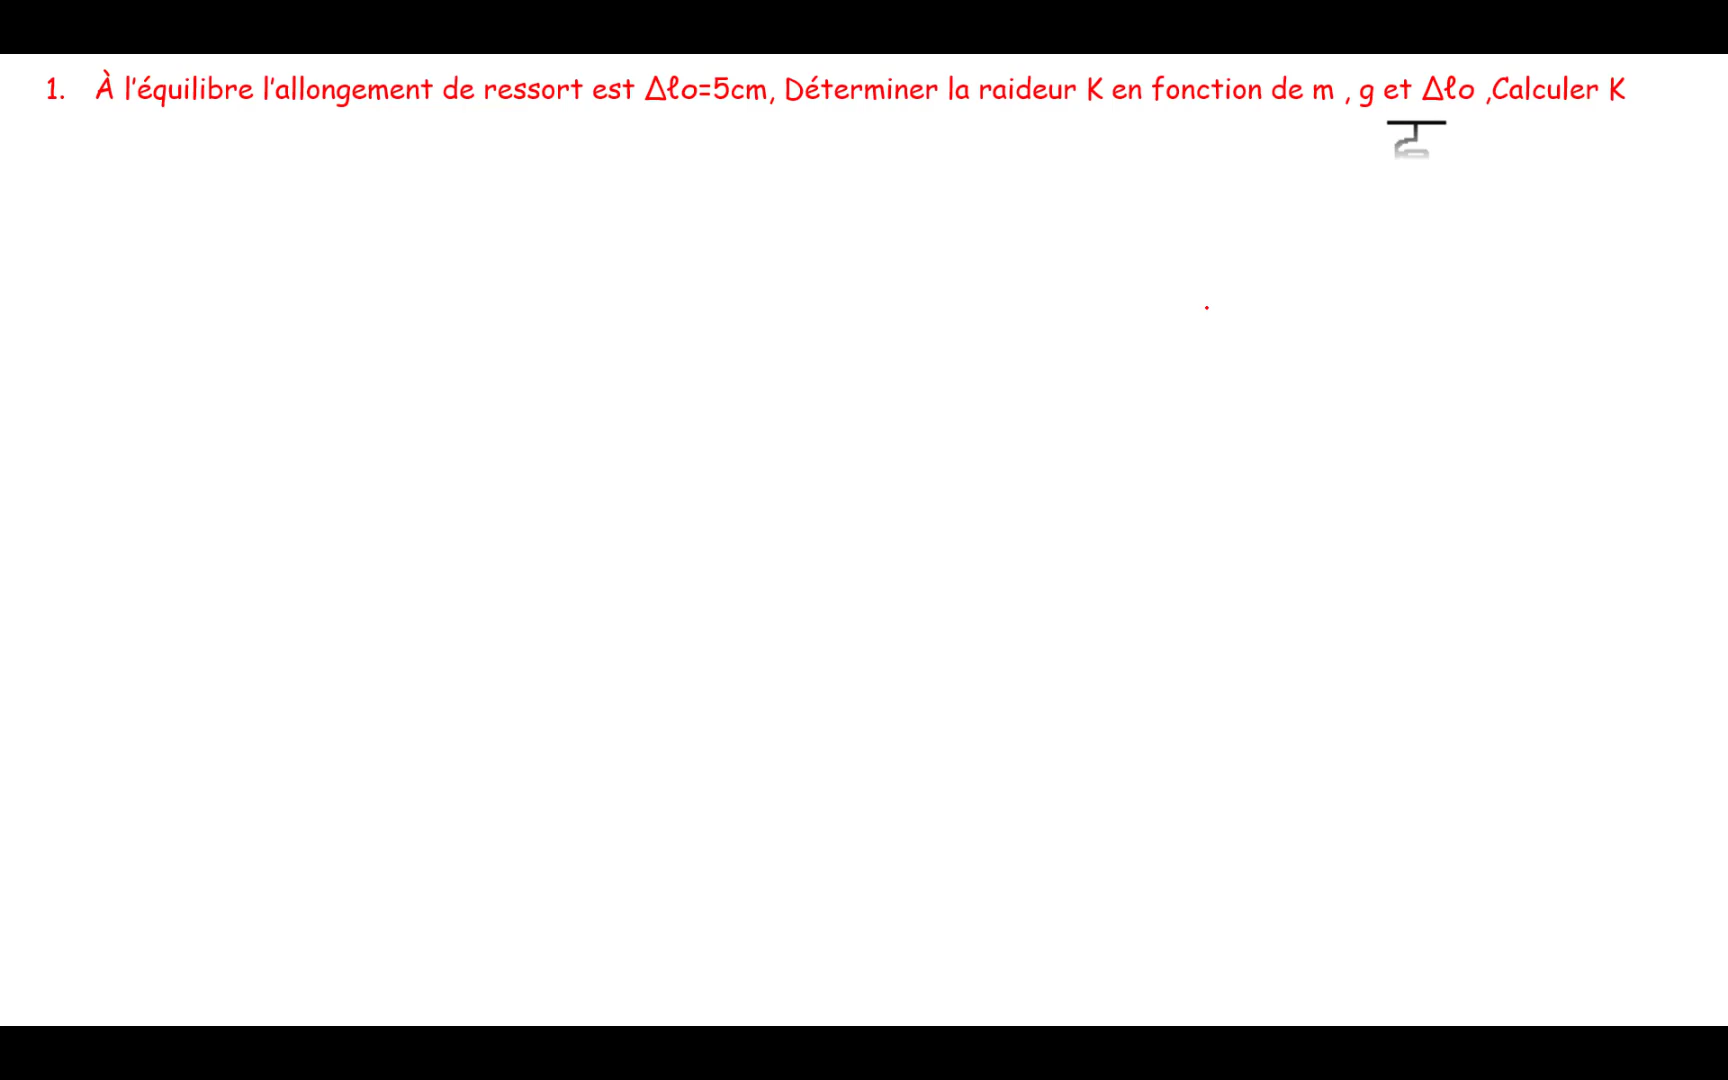 1. À l'équilibre l'allongement de ressort est Δℓo=5cm, Déterminer la raideur K en fonction de m , g et Δℓo ,Calculer K